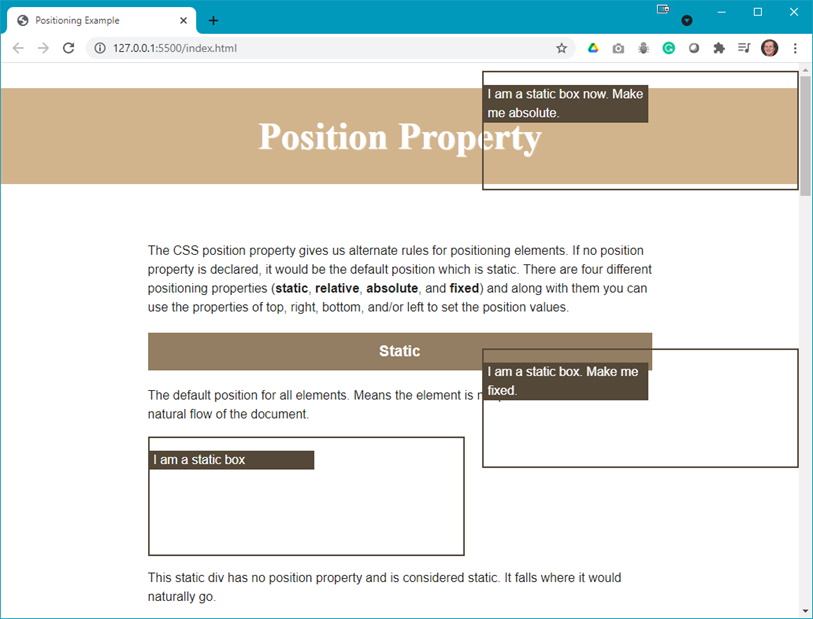 Positioning Example
127.0.0.1:5500/index.html
I am a static box now. Make
me absolute.
Position Property
The CSS position property gives us alternate rules for positioning elements. If no position
property is declared, it would be the default position which is static. There are four different
positioning properties (static, relative, absolute, and fixed) and along with them you can
use the properties of top, right, bottom, and/or left to set the position values.
Static
I am a static box. Make me
fixed.
The default position for all elements. Means the element is
natural flow of the document.
I am a static box
This static div has no position property and is considered static. It falls where it would
naturally go.